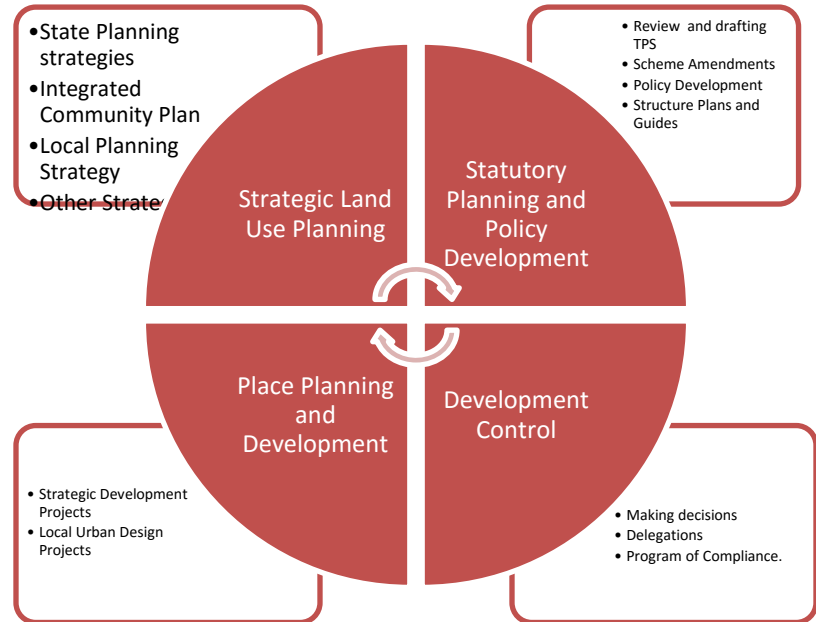 •State Planning
strategies
•Integrated
Community Plan
•Local Planning
Strategy
•Other Strate
• Review and drafting
TPS
• Scheme Amendments
• Policy Development
• Structure Plans and
Guides
Strategic Land
Use Planning
Statutory
Planning and
Policy
Development
Place Planning
and
Development
Development
Control
• Strategic Development
Projects
• Local Urban Design
Projects
• Making decisions
• Delegations
• Program of Compliance.